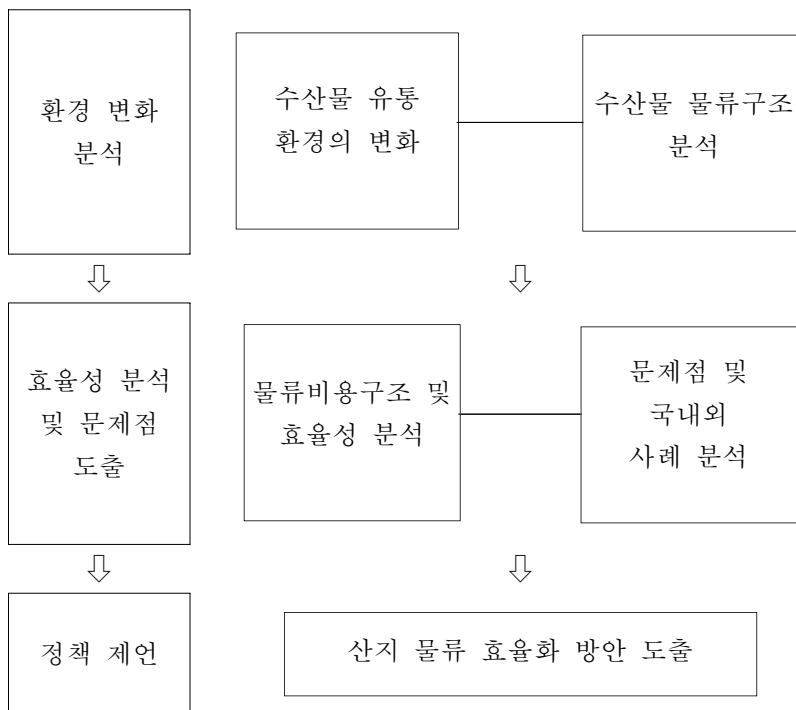 환경 변화
분석
수산물 유통
환경의 변화
수산물 물류구조
분석
효율성 분석
및 문제점
도출
물류비용구조 및
효율성 분석
문제점 및
국내외
사례 분석
정책 제언
산지 물류 효율화 방안 도출